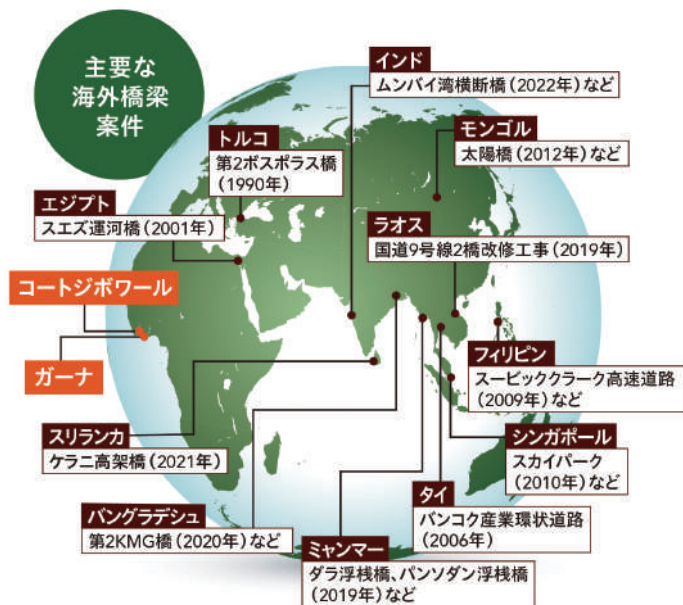 主要な
海外橋梁
案件
インド
ムンバイ湾横断橋(2022年)など
モンゴル
太陽橋(2012年)など
トルコ
第2ボスポラス橋
(1990年)
エジプト
スエズ運河橋(2001年)
ラオス
国道9号線2橋改修工事(2019年)
コートジボワール
ガーナ
フィリピン
スービッククラーク高速道路
(2009年)など
スリランカ
ケラニ高架橋(2021年)
シンガポール
スカイパーク
(2010年)など
タイ
バンコク産業環状道路
(2006年)
バングラデシュ
第2KMG橋(2020年)など
ミャンマー
ダラ浮桟橋、パンソダン浮桟橋
(2019年)など